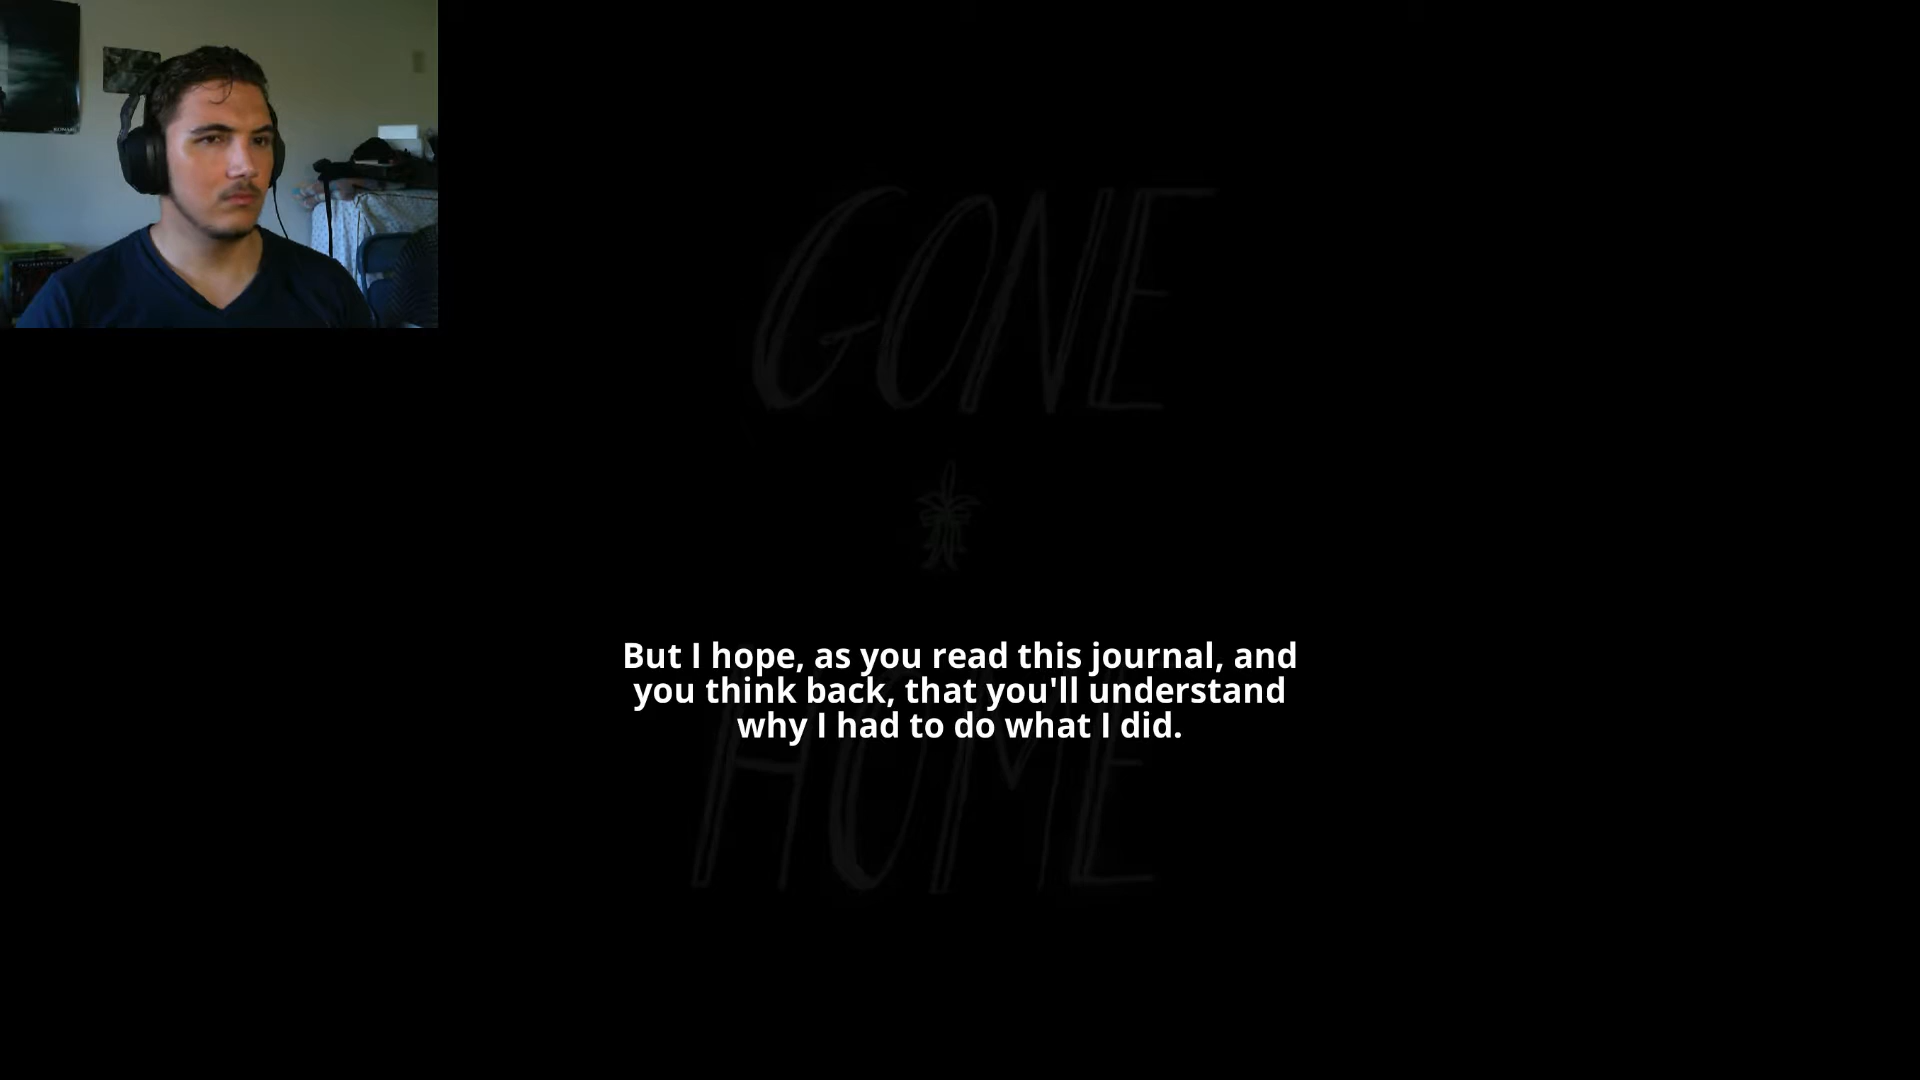 KONAMI
GONE
But I hope, as you read this journal, and
you think back, that you'll understand
why I had to do what I did.
HOME